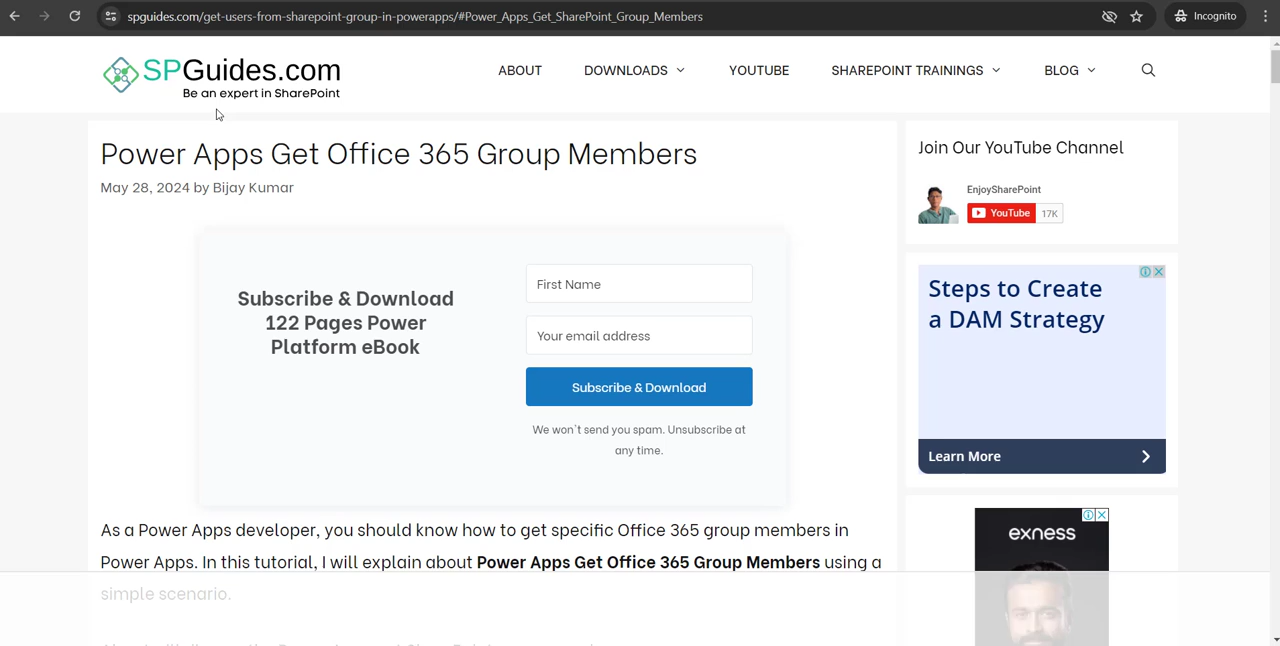 spguides.com/get-users-from-sharepoint-group-in-powerapps/#Power_Apps_Get_SharePoint_Group_Members
Incognito
SPGuides.com
Be an expert in SharePoint
ABOUT
DOWNLOADS
YOUTUBE
SHAREPOINT TRAININGS
BLOG
Power Apps Get Office 365 Group Members
May 28, 2024 by Bijay Kumar
Subscribe & Download
122 Pages Power
Platform eBook
First Name
Your email address
Subscribe & Download
We won't send you spam. Unsubscribe at
any time.
As a Power Apps developer, you should know how to get specific Office 365 group members in
Power Apps. In this tutorial, I will explain about Power Apps Get Office 365 Group Members using a
simple scenario.
Join Our YouTube Channel
EnjoySharePoint
YouTube
17K
Steps to Create
a DAM Strategy
Learn More
exness